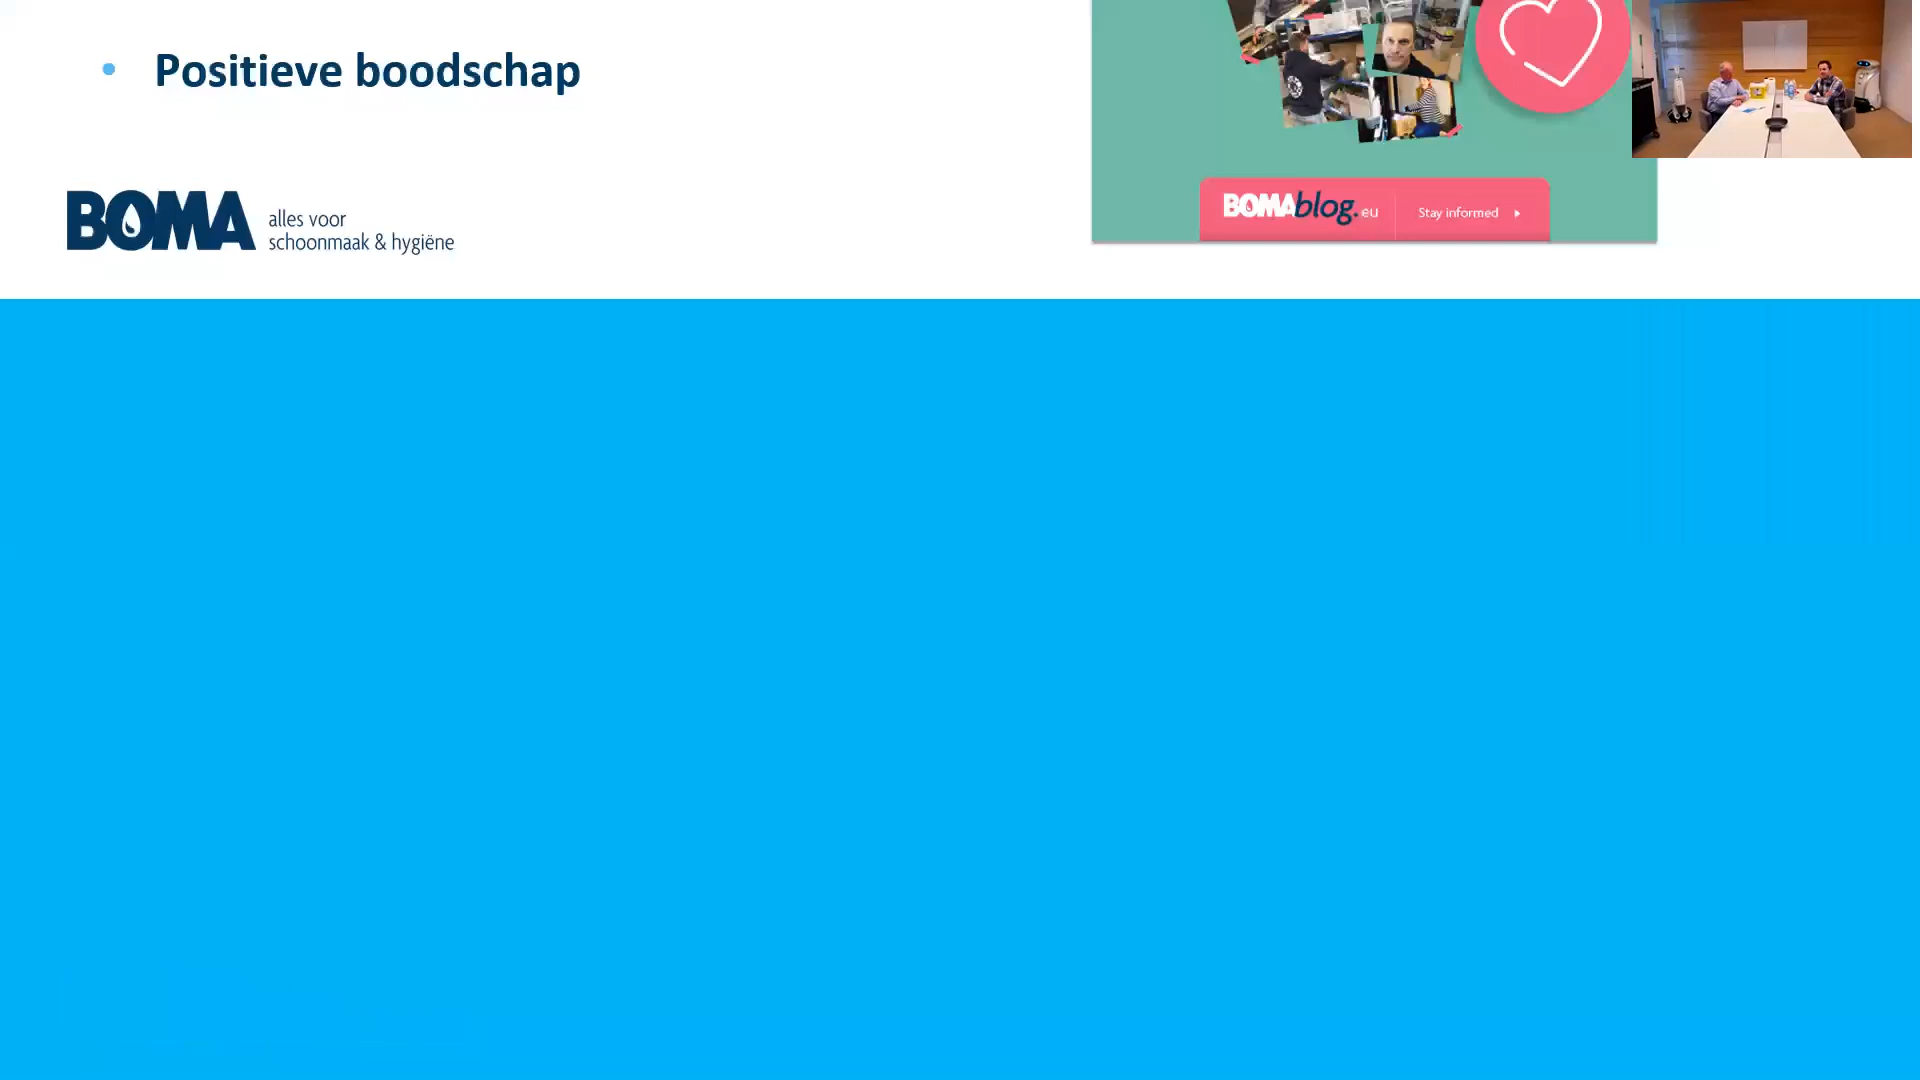 • Positieve boodschap
BOMA alles voor
schoonmaak & hygiëne
BOMAblog.eu Stay informed